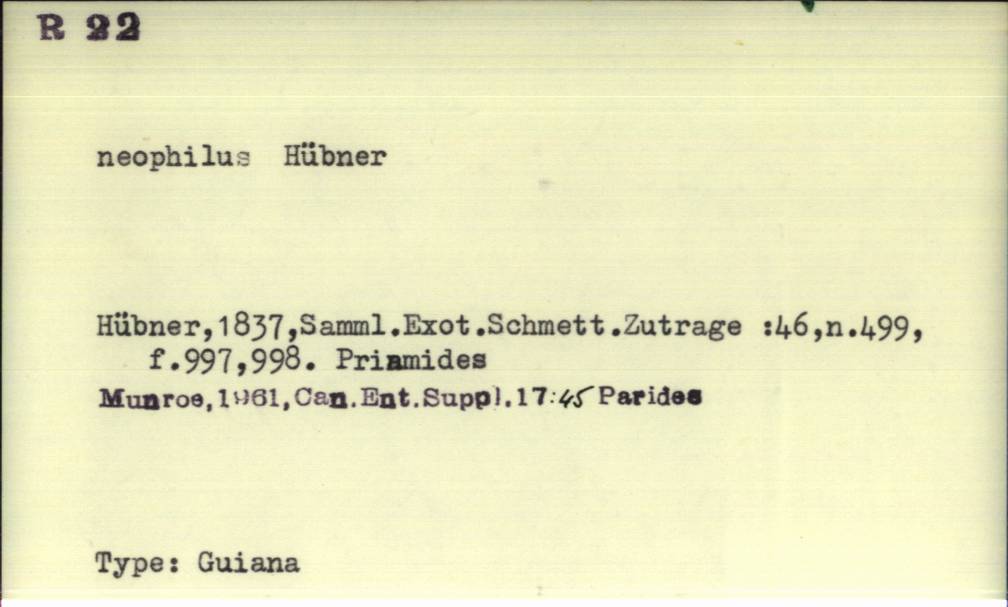 R 22
neophilus Hübner
Hübner,1837,Samml.Exot.Schmett.Zutrage :46,n.499,
f.997,998. Priamides
Munroe,1961,Can.Ent.Suppl.17:45 Parides
Type: Guiana